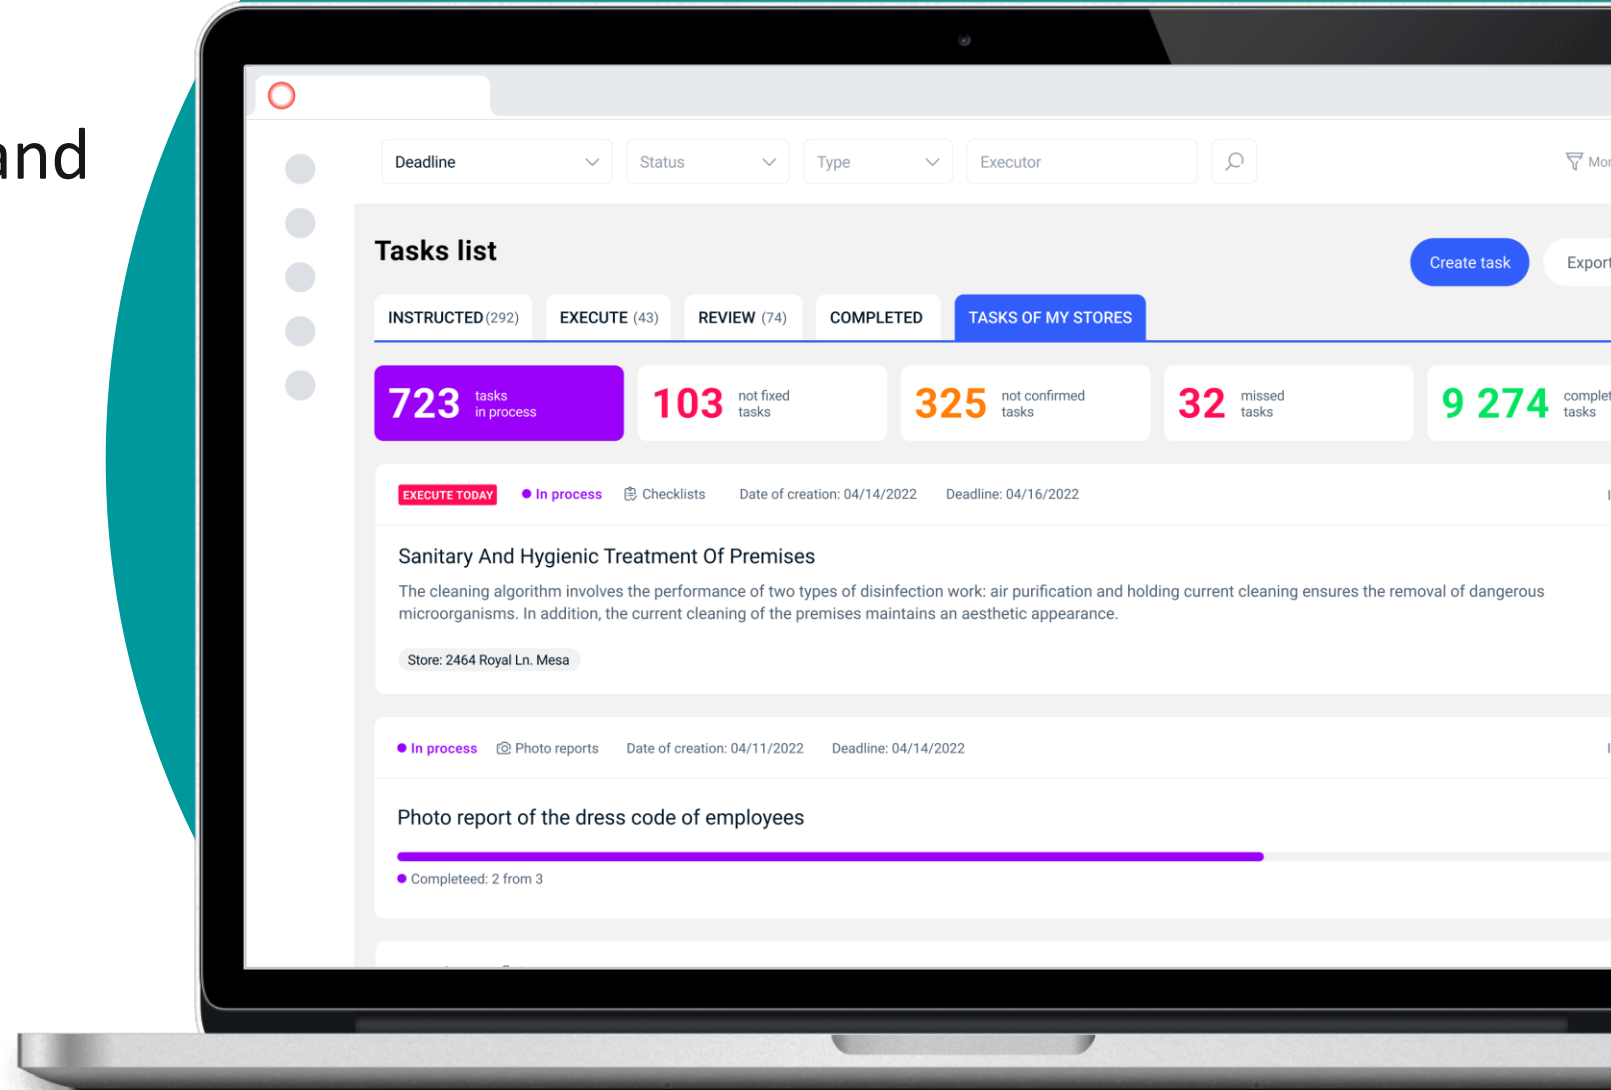 and
Deadline
Status
Type
Executor
Tasks list
Create task
Export
INSTRUCTED (292)
EXECUTE (43)
REVIEW (74)
COMPLETED
TASKS OF MY STORES
723 tasks
in process
103 not fixed
tasks
325 not confirmed
tasks
32 missed
tasks
9 274
tasks
EXECUTE TODAY
In process
Checklists
Date of creation: 04/14/2022
Deadline: 04/16/2022
Sanitary And Hygienic Treatment Of Premises
The cleaning algorithm involves the performance of two types of disinfection work: air purification and holding current cleaning ensures the removal of dangerous
microorganisms. In addition, the current cleaning of the premises maintains an aesthetic appearance.
Store: 2464 Royal Ln. Mesa
In process
Photo reports
Date of creation: 04/11/2022
Deadline: 04/14/2022
Photo report of the dress code of employees
Completeed: 2 from 3